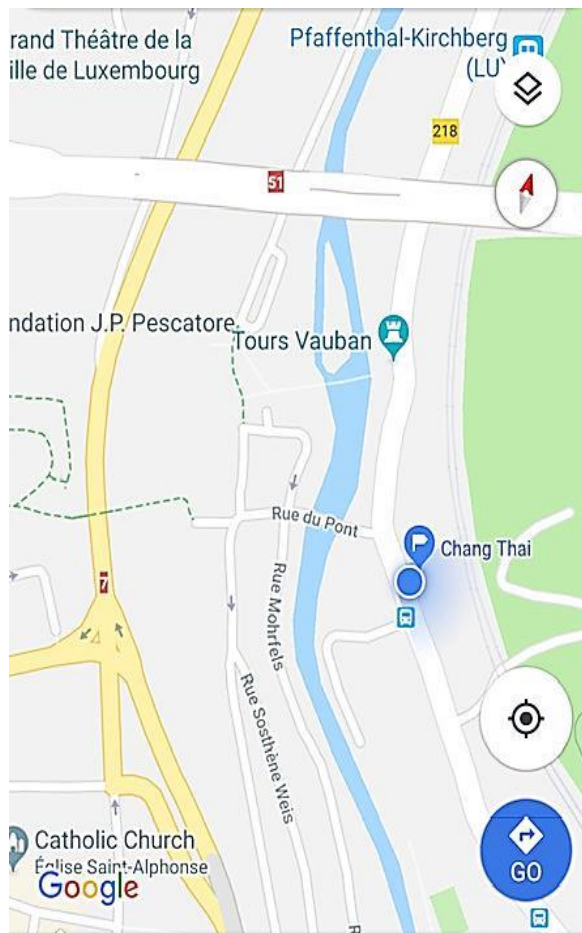 rand Théâtre de la
ille de Luxembourg
Pfaffenthal-Kirchberg
(LU)
218
51
ndation J.P. Pescatore
Tours Vauban
Rue du Pont
Chang Thai
7
Rue Mohrfels
Rue Sosthène Weis
Catholic Church
Église Saint-Alphonse
Google
GO